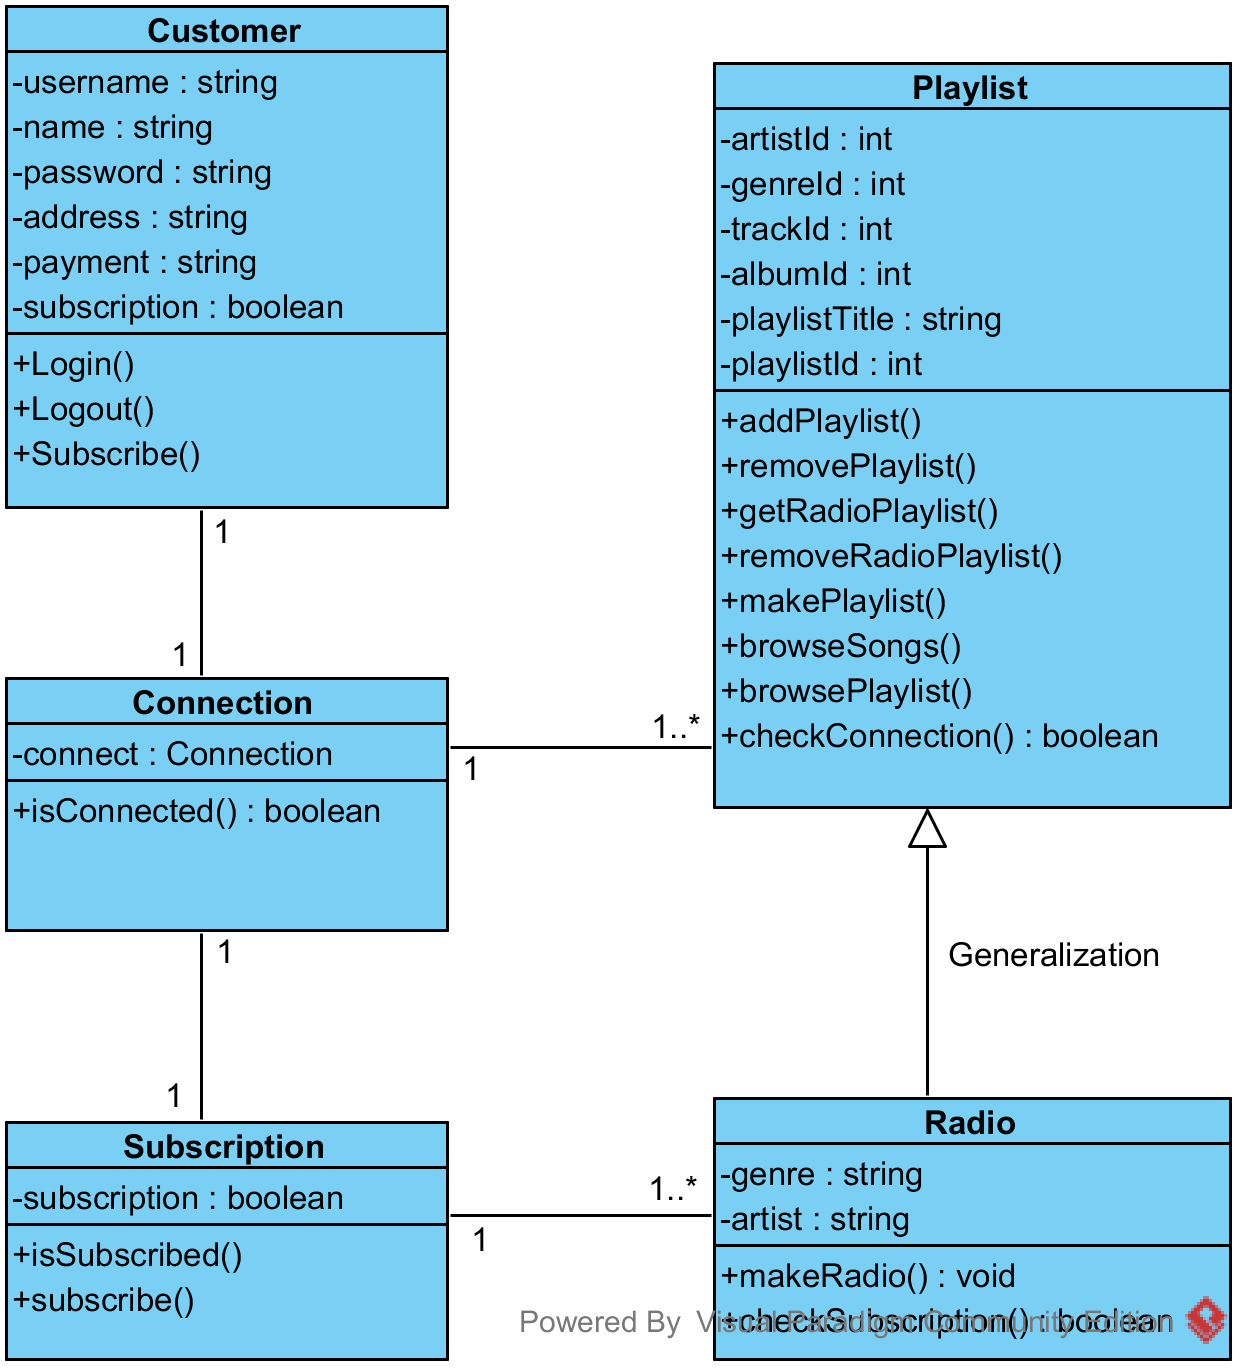 Customer
-username : string
-name : string
-password : string
-address : string
-payment : string
-subscription : boolean
+Login()
+Logout()
+Subscribe()
1
1
Connection
-connect : Connection
+isConnected() : boolean
1
1..*
1
1
Subscription
-subscription : boolean
+isSubscribed()
+subscribe()
1
1..*
Playlist
-artistId : int
-genreId : int
-trackId : int
-albumId : int
-playlistTitle : string
-playlistId : int
+addPlaylist()
+removePlaylist()
+getRadioPlaylist()
+removeRadioPlaylist()
+makePlaylist()
+browseSongs()
+browsePlaylist()
+checkConnection() : boolean
Generalization
Radio
-genre : string
-artist : string
+makeRadio() : void
+checkSubscription() : boolean
Powered By Visual Paradigm Community Edition